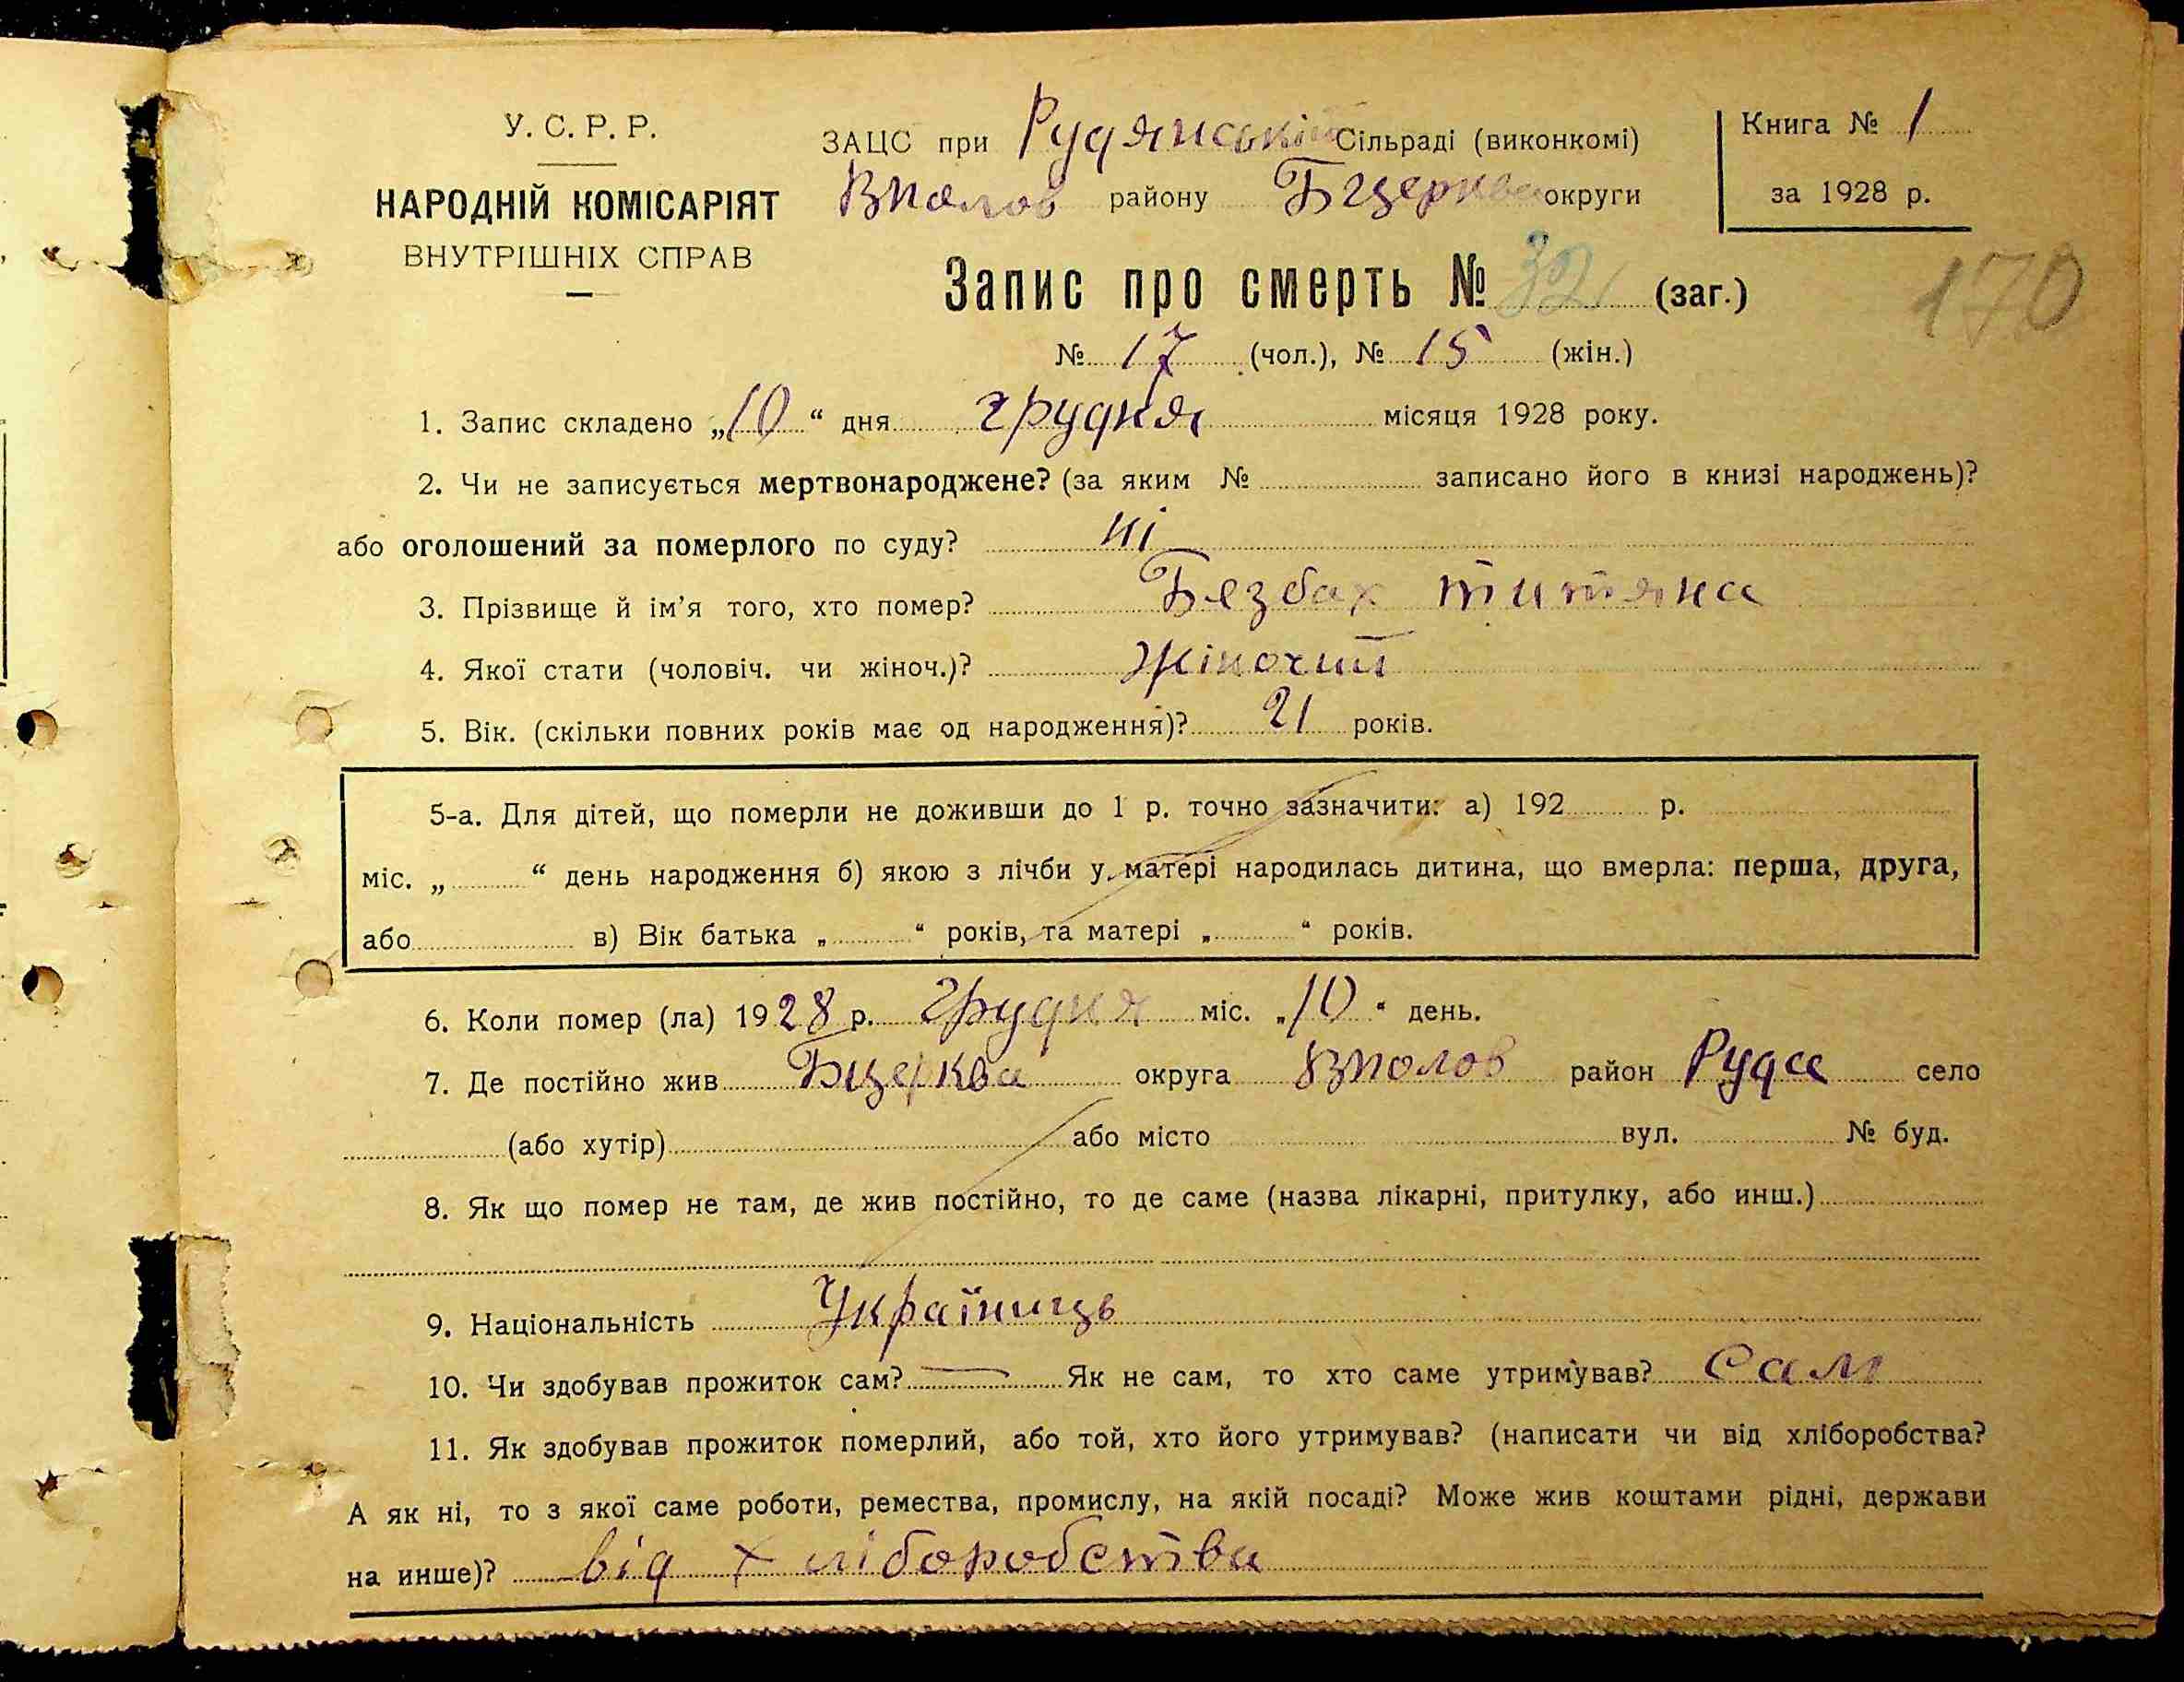 У. С. Р. Р.
НАРОДНІЙ КОМІСАРІЯТ
ВНУТРІШНІХ СПРАВ
ЗАЦС при Рудянській Сільраді (виконкомі)
району Бцерква округи
Книга № 1
за 1928 р.
Запис про смерть № 32 (заг.)
170
№ 17 (чол.), № 15 (жін.)
1. Запис складено „10“ дня грудня місяця 1928 року.
2. Чи не записується мертвонароджене? (за яким № записано його в книзі народжень)?
або оголошений за померлого по суду? ні
3. Прізвище й ім’я того, хто помер? Безбах титяна
4. Якої стати (чоловіч. чи жіноч.)? Жіночий
5. Вік. (скільки повних років має од народження)? 21 років.
5-а. Для дітей, що померли не доживши до 1 р. точно зазначити: а) 192 р.
міс. „ “ день народження б) якою з лічби у матері народилась дитина, що вмерла: перша, друга,
або в) Вік батька „ “ років, та матері „ “ років.
6. Коли помер (ла) 1928 р. грудня міс. „10“ день.
7. Де постійно жив Бцерква округа Вполов район Руда село
(або хутір) або місто вул. № буд.
8. Як що помер не там, де жив постійно, то де саме (назва лікарні, притулку, або инш.)
9. Національність Українець
10. Чи здобував прожиток сам? — Як не сам, то хто саме утримував? Сам
11. Як здобував прожиток померлий, або той, хто його утримував? (написати чи від хліборобства?
А як ні, то з якої саме роботи, ремества, промислу, на якій посаді? Може жив коштами рідні, держави
на инше)? від хліборобства